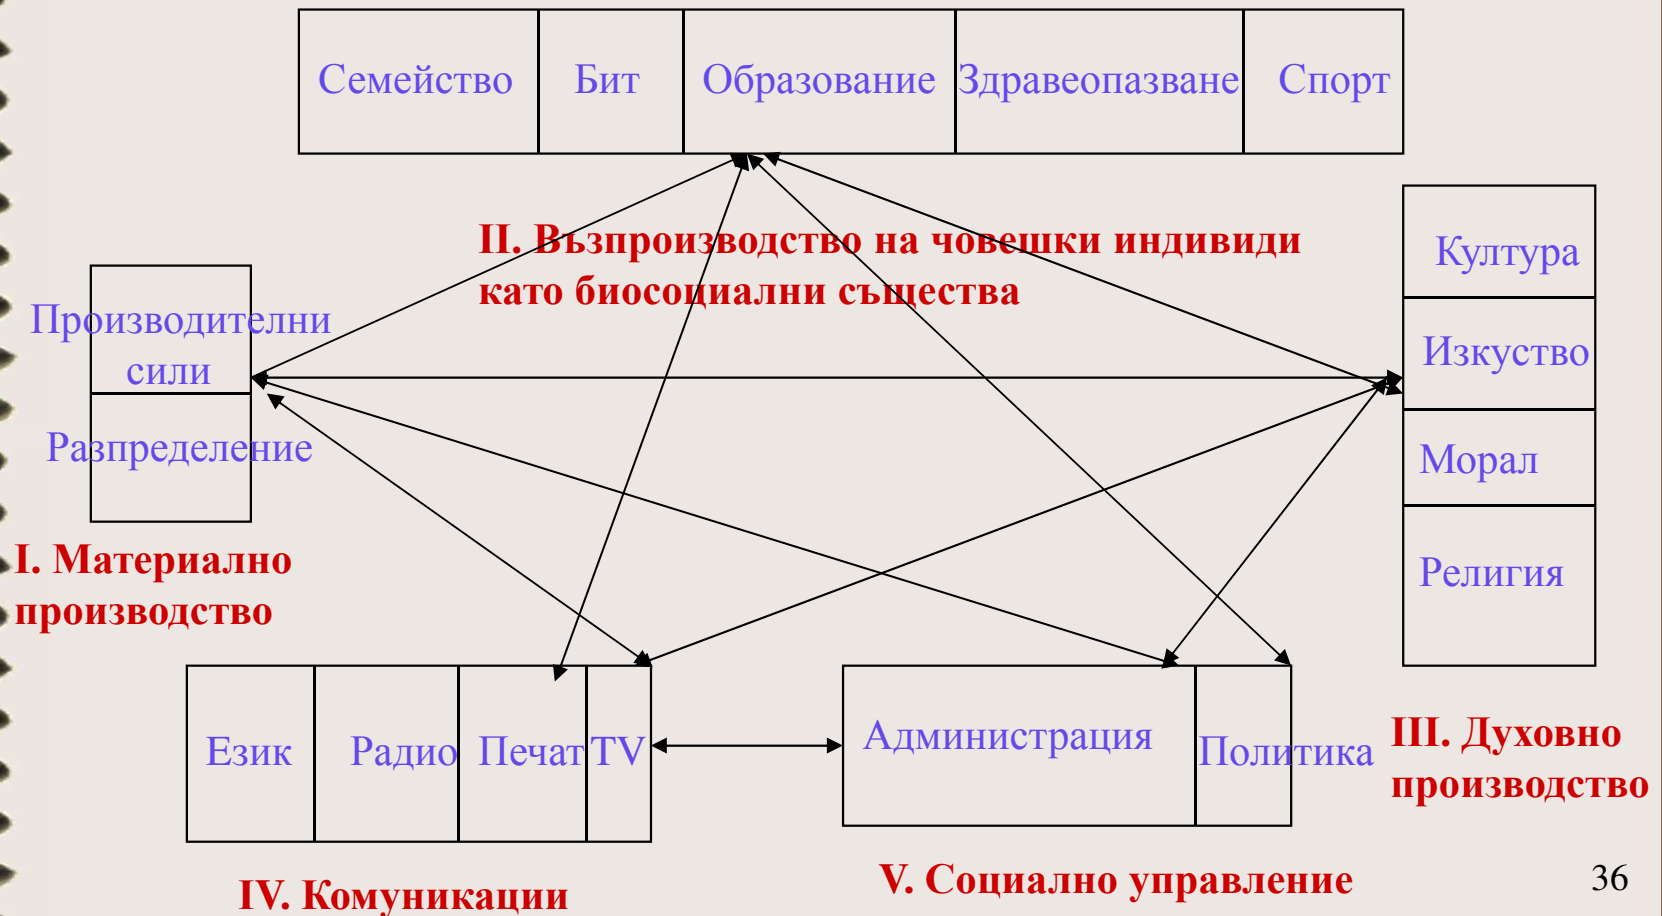 Семейство Бит Образование Здравеопазване Спорт
II. Възпроизводство на човешки индивиди
като биосоциални същества
Производителни
сили
Разпределение
I. Материално
производство
Култура
Изкуство
Морал
Религия
III. Духовно
производство
Език Радио Печат TV
IV. Комуникации
Администрация Политика
V. Социално управление
36